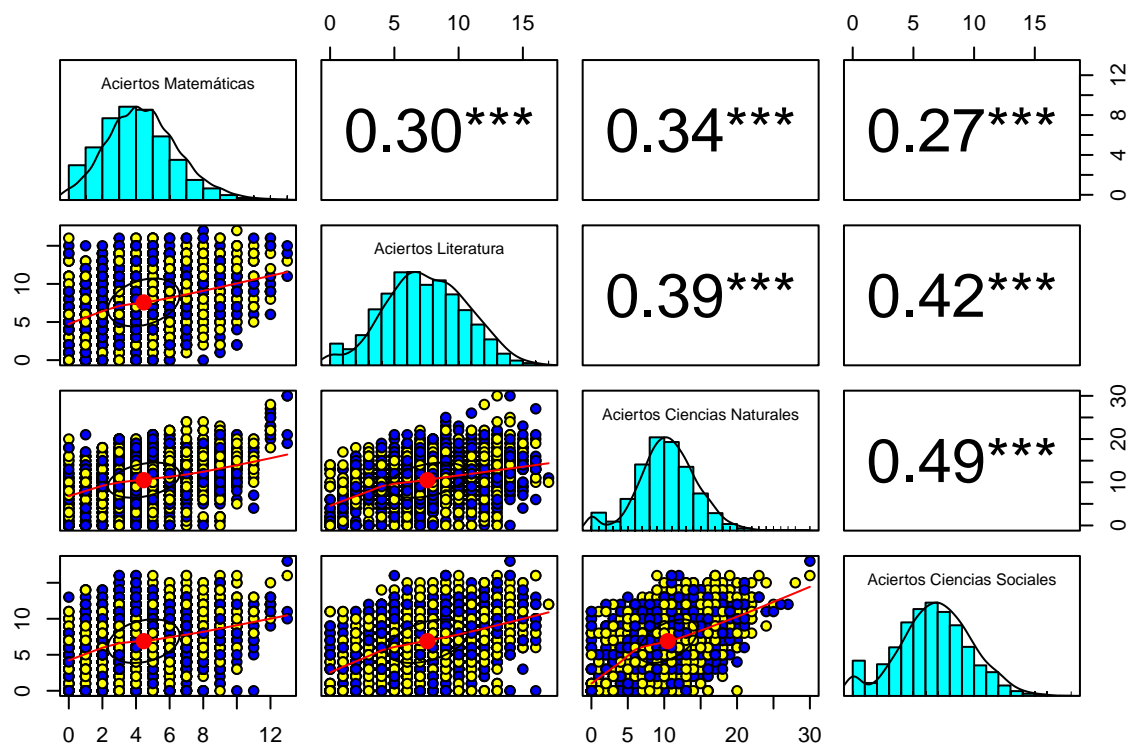 0 5 10 15
0 5 10 15
Aciertos Matemáticas
0.30***
0.34***
0.27***
0 4 8 12
0 5 10
Aciertos Literatura
0.39***
0.42***
Aciertos Ciencias Naturales
0.49***
0 10 20 30
0 5 10
Aciertos Ciencias Sociales
0 2 4 6 8 12
0 5 10 20 30